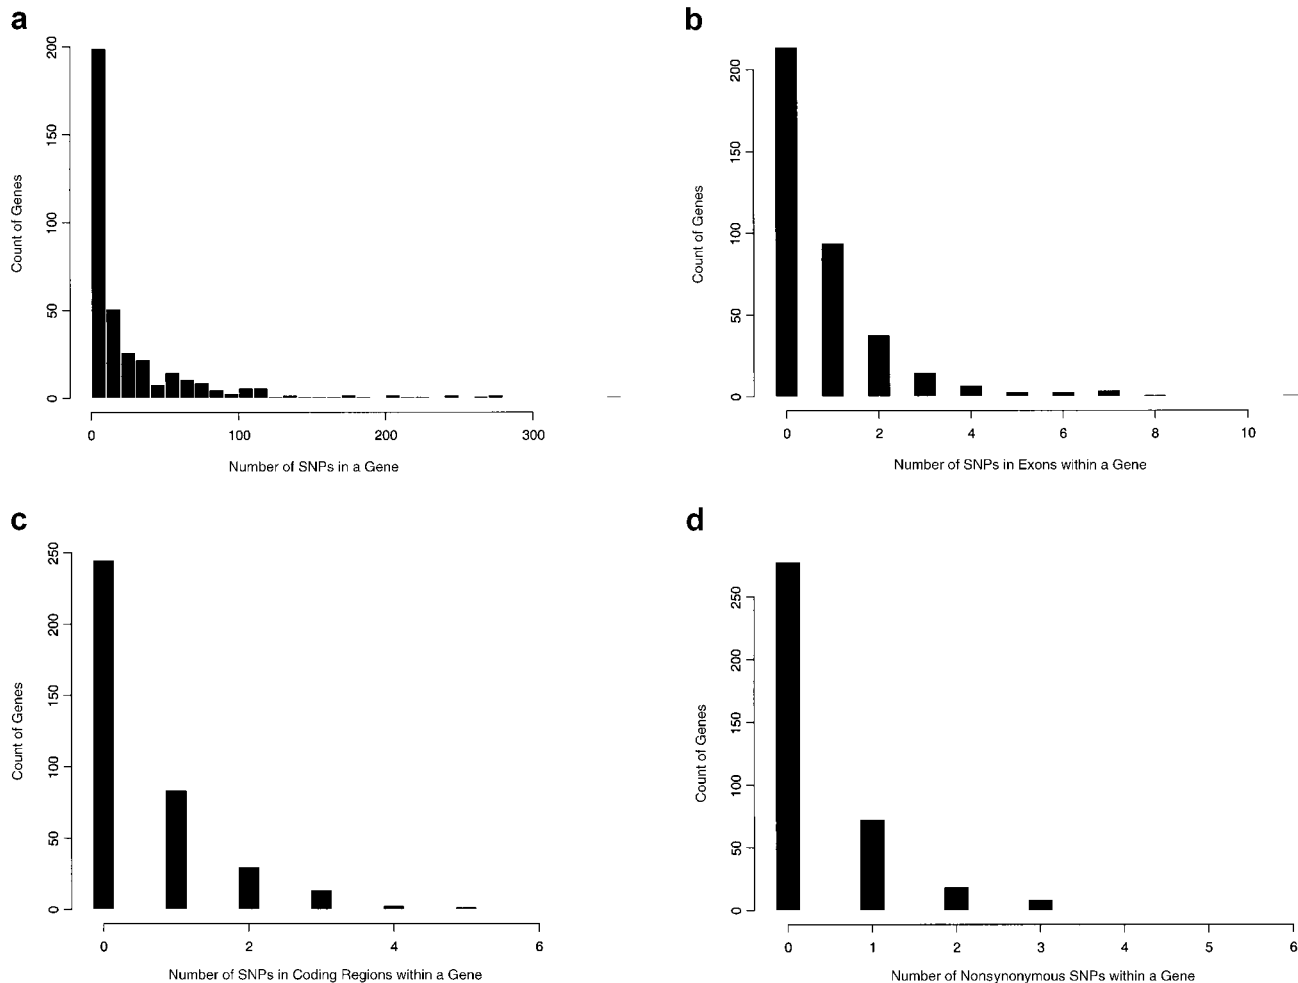 a
200
150
100
50
0
Count of Genes
0 100 200 300
Number of SNPs in a Gene
b
200
150
100
50
0
Count of Genes
0 2 4 6 8 10
Number of SNPs in Exons within a Gene
c
250
200
150
100
50
0
Count of Genes
0 2 4 6
Number of SNPs in Coding Regions within a Gene
d
250
200
150
100
50
0
Count of Genes
0 1 2 3 4 5 6
Number of Nonsynonymous SNPs within a Gene